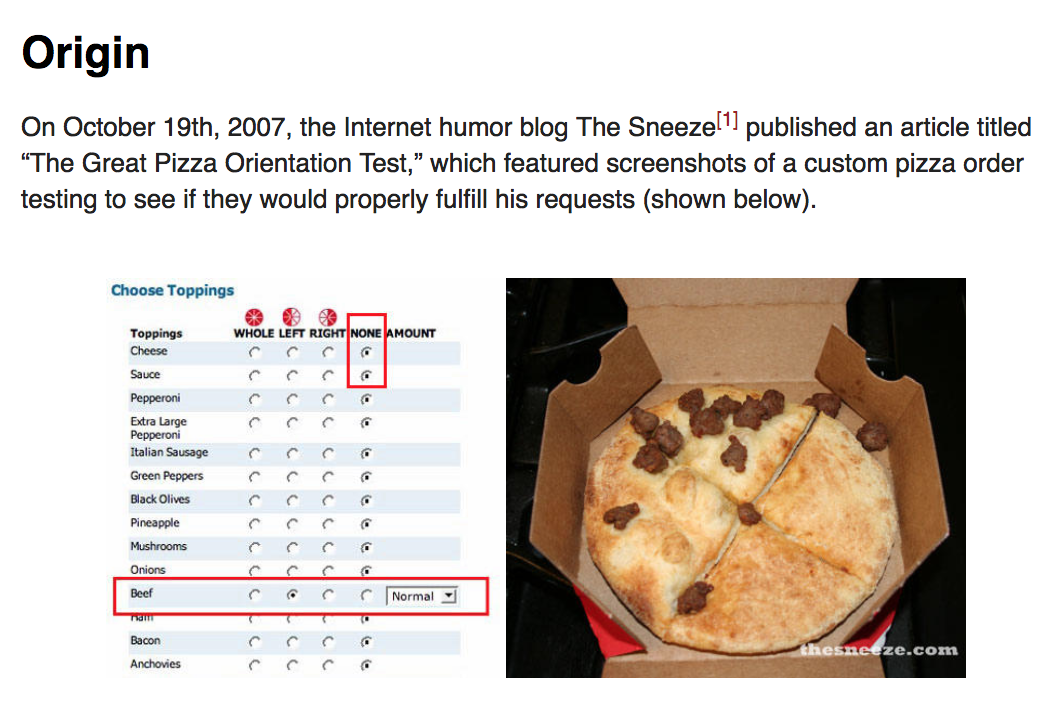 Origin
On October 19th, 2007, the Internet humor blog The Sneeze[1] published an article titled
“The Great Pizza Orientation Test,” which featured screenshots of a custom pizza order
testing to see if they would properly fulfill his requests (shown below).
Choose Toppings
Toppings WHOLE LEFT RIGHT NONE AMOUNT
Cheese
Sauce
Pepperoni
Extra Large
Pepperoni
Italian Sausage
Green Peppers
Black Olives
Pineapple
Mushrooms
Onions
Beef Normal
Ham
Bacon
Anchovies
thesneeze.com